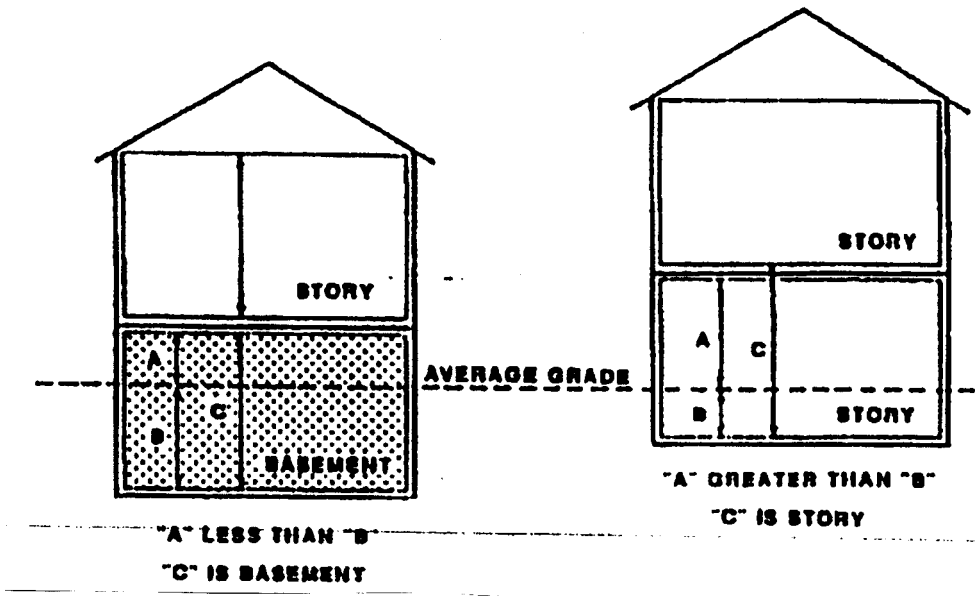 STORY
A
B
C
BASEMENT
"A" LESS THAN "B"
"C" IS BASEMENT
AVERAGE GRADE
STORY
A
C
B
STORY
"A" GREATER THAN "B"
"C" IS STORY